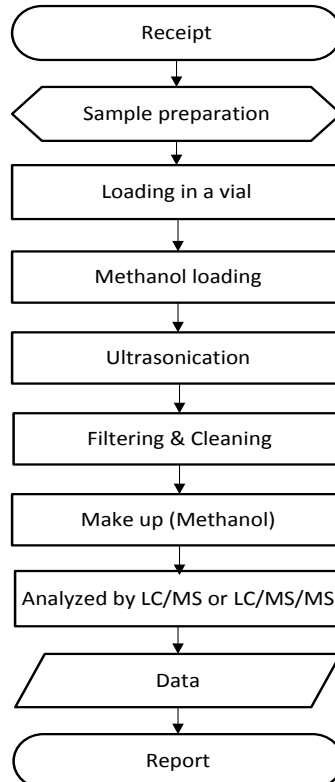 Receipt
Sample preparation
Loading in a vial
Methanol loading
Ultrasonication
Filtering & Cleaning
Make up (Methanol)
Analyzed by LC/MS or LC/MS/MS
Data
Report